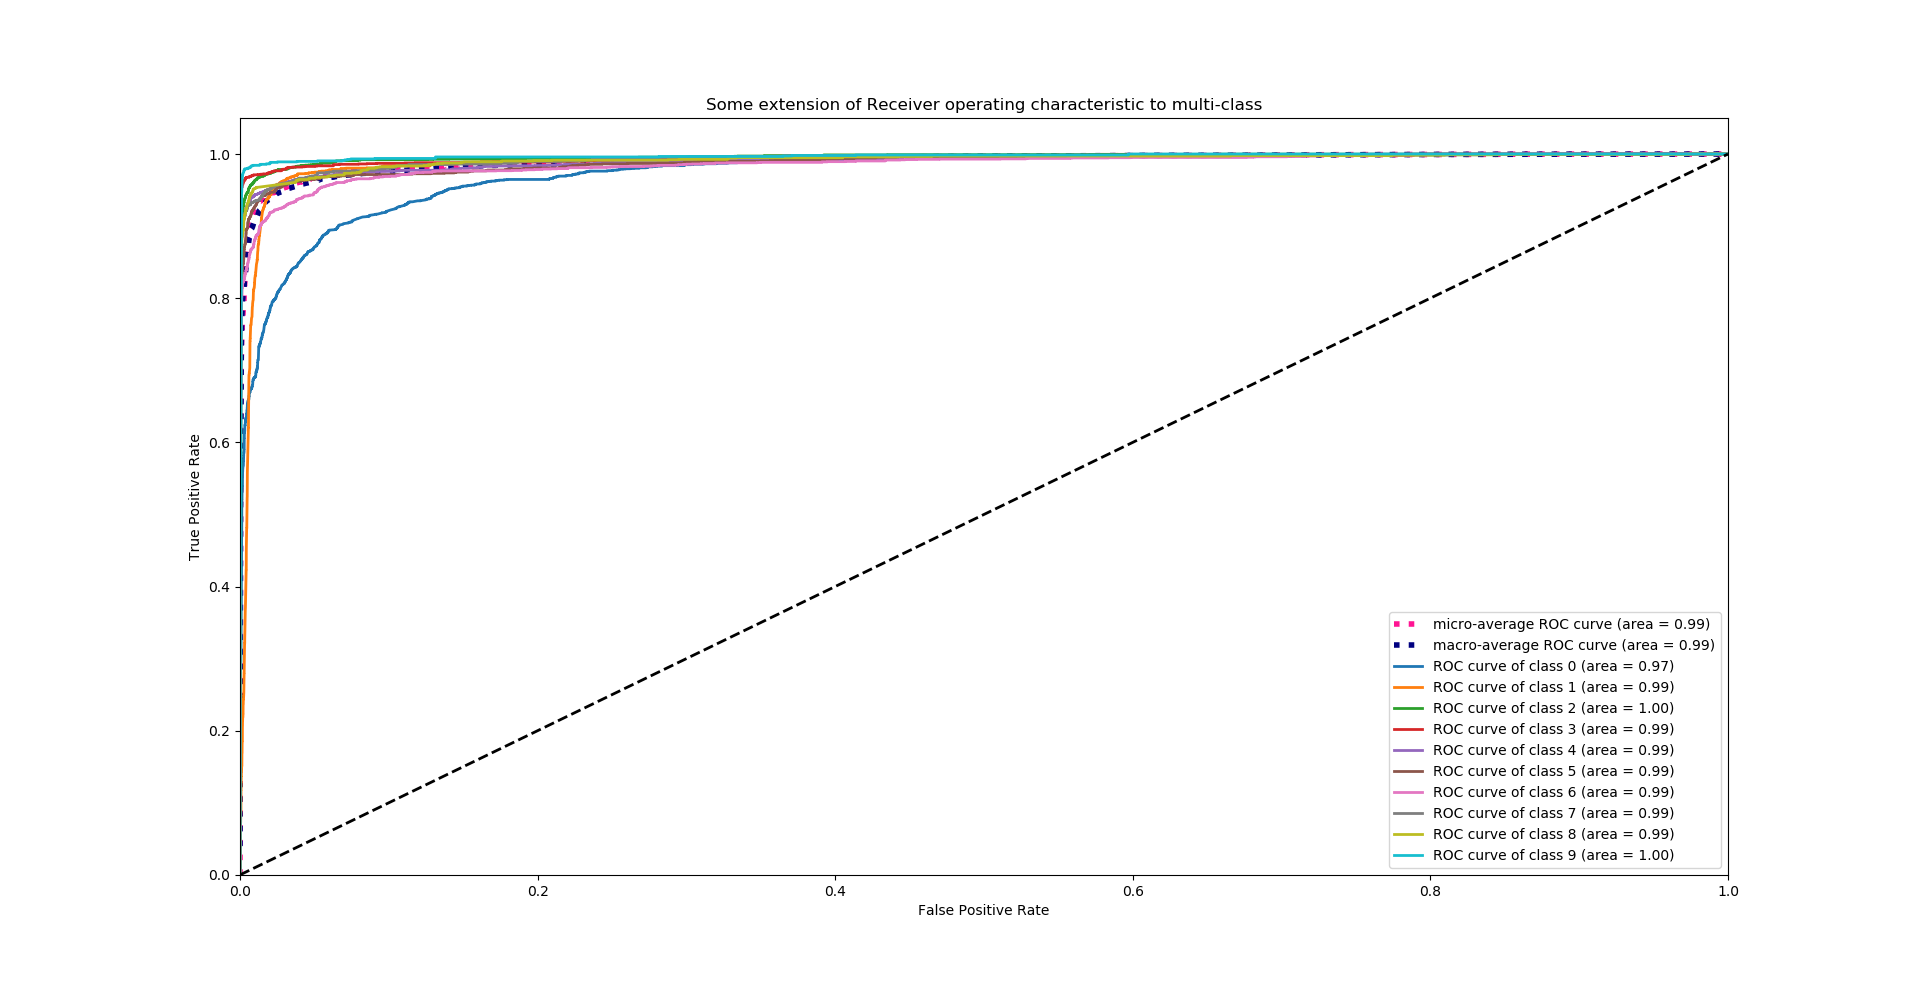 Some extension of Receiver operating characteristic to multi-class
1.0
0.8
0.6
0.4
0.2
0.0
True Positive Rate
0.0 0.2 0.4 0.6 0.8 1.0
False Positive Rate
micro-average ROC curve (area = 0.99)
macro-average ROC curve (area = 0.99)
ROC curve of class 0 (area = 0.97)
ROC curve of class 1 (area = 0.99)
ROC curve of class 2 (area = 1.00)
ROC curve of class 3 (area = 0.99)
ROC curve of class 4 (area = 0.99)
ROC curve of class 5 (area = 0.99)
ROC curve of class 6 (area = 0.99)
ROC curve of class 7 (area = 0.99)
ROC curve of class 8 (area = 0.99)
ROC curve of class 9 (area = 1.00)